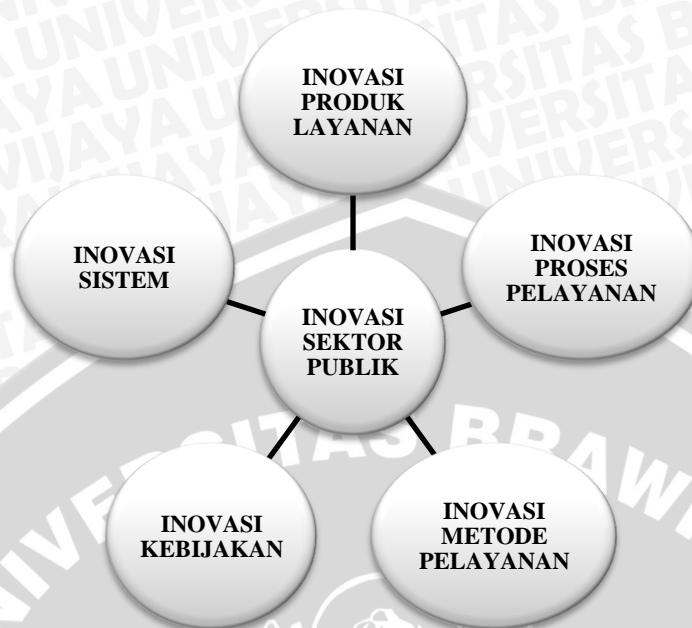 INOVASI
PRODUK
LAYANAN
INOVASI
SISTEM
INOVASI
PROSES
PELAYANAN
INOVASI
SEKTOR
PUBLIK
INOVASI
KEBIJAKAN
INOVASI
METODE
PELAYANAN